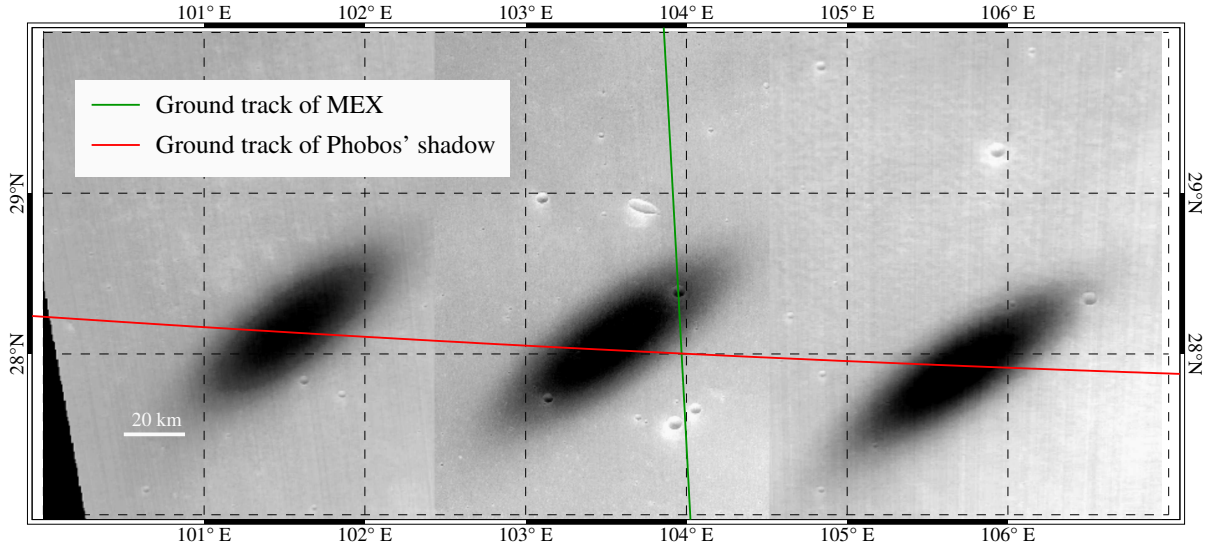 101° E 102° E 103° E 104° E 105° E 106° E
Ground track of MEX
Ground track of Phobos’ shadow
29°N 29°N
28°N 28°N
20 km
101° E 102° E 103° E 104° E 105° E 106° E